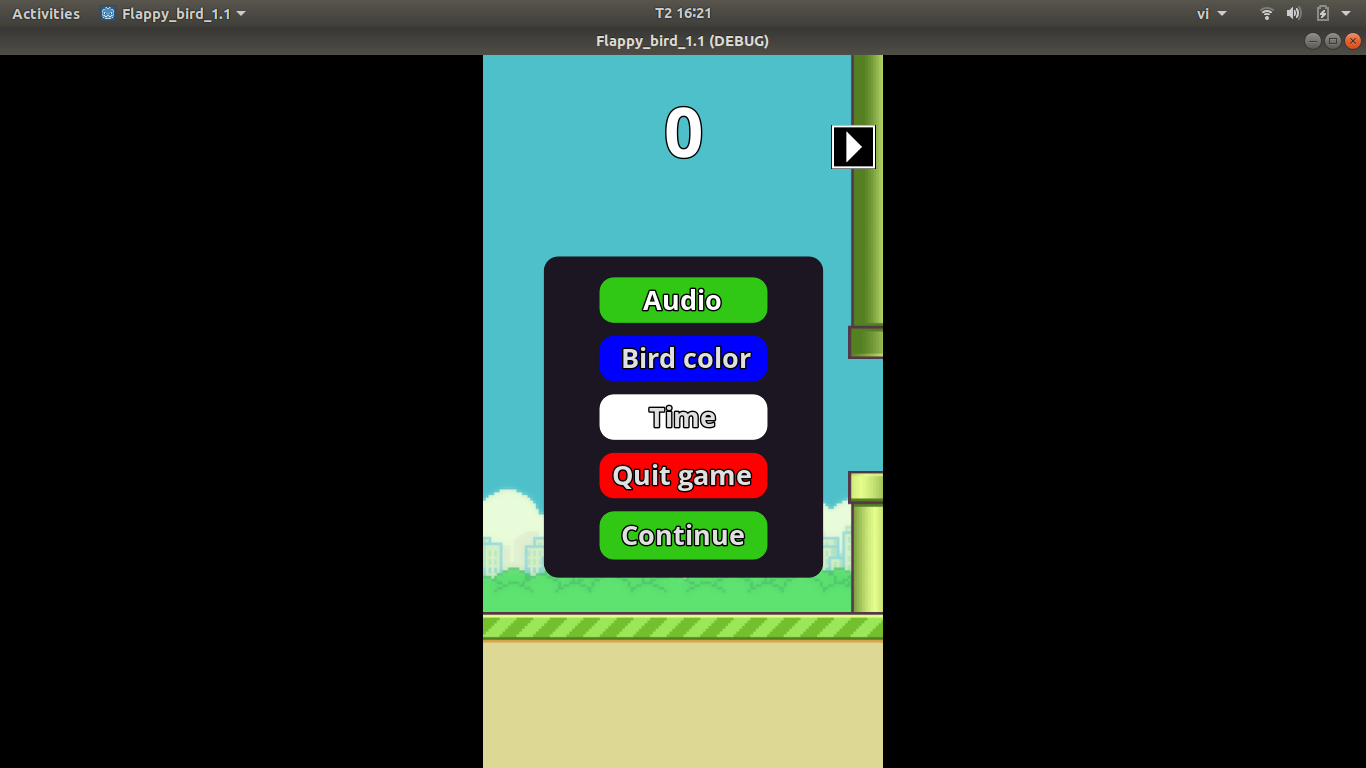 Activities Flappy_bird_1.1 T2 16:21 vi
Flappy_bird_1.1 (DEBUG)
0
Audio
Bird color
Time
Quit game
Continue